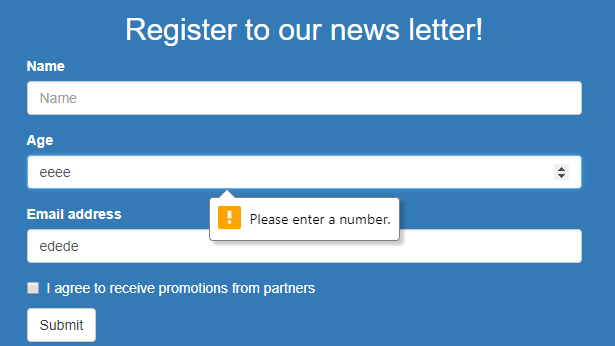 Register to our news letter!
Name
Name
Age
eeee
Please enter a number.
Email address
edede
I agree to receive promotions from partners
Submit